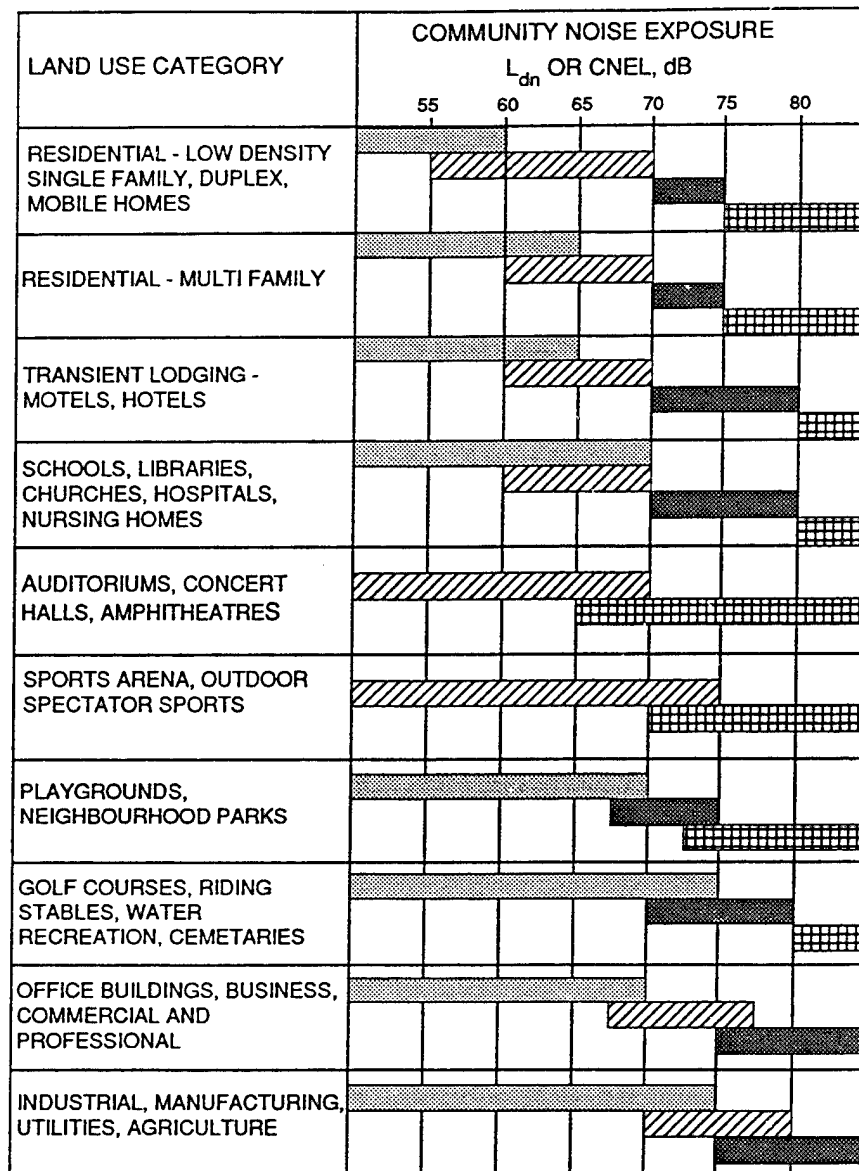 LAND USE CATEGORY
COMMUNITY NOISE EXPOSURE
Ldn OR CNEL, dB
55 60 65 70 75 80
RESIDENTIAL - LOW DENSITY
SINGLE FAMILY, DUPLEX,
MOBILE HOMES
RESIDENTIAL - MULTI FAMILY
TRANSIENT LODGING -
MOTELS, HOTELS
SCHOOLS, LIBRARIES,
CHURCHES, HOSPITALS,
NURSING HOMES
AUDITORIUMS, CONCERT
HALLS, AMPHITHEATRES
SPORTS ARENA, OUTDOOR
SPECTATOR SPORTS
PLAYGROUNDS,
NEIGHBOURHOOD PARKS
GOLF COURSES, RIDING
STABLES, WATER
RECREATION, CEMETARIES
OFFICE BUILDINGS, BUSINESS,
COMMERCIAL AND
PROFESSIONAL
INDUSTRIAL, MANUFACTURING,
UTILITIES, AGRICULTURE